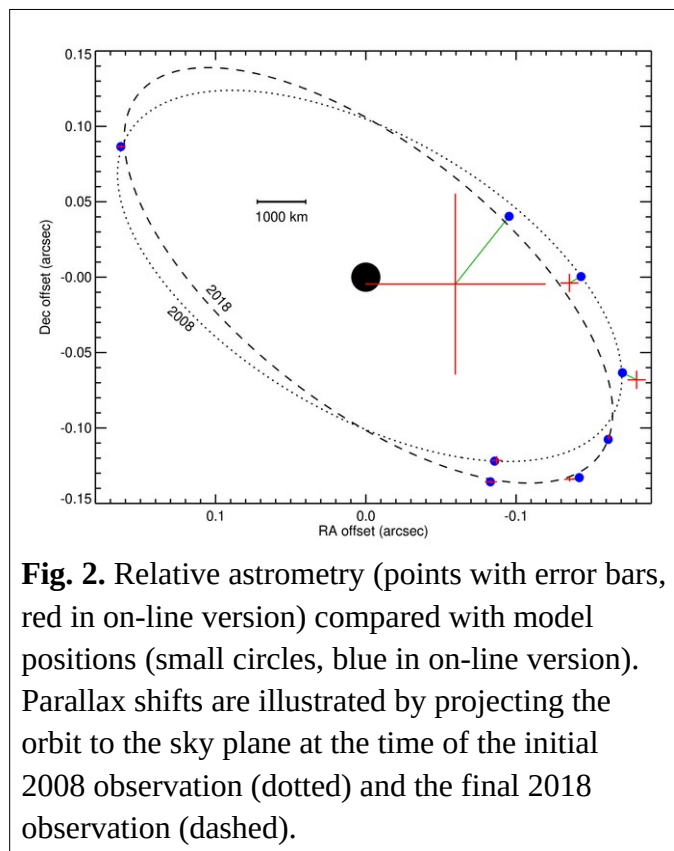 0.15
0.10
0.05
-0.00
-0.05
-0.10
-0.15
Dec offset (arcsec)
1000 km
2018
2008
0.1
0.0
-0.1
RA offset (arcsec)
Fig. 2. Relative astrometry (points with error bars,
red in on-line version) compared with model
positions (small circles, blue in on-line version).
Parallax shifts are illustrated by projecting the
orbit to the sky plane at the time of the initial
2008 observation (dotted) and the final 2018
observation (dashed).